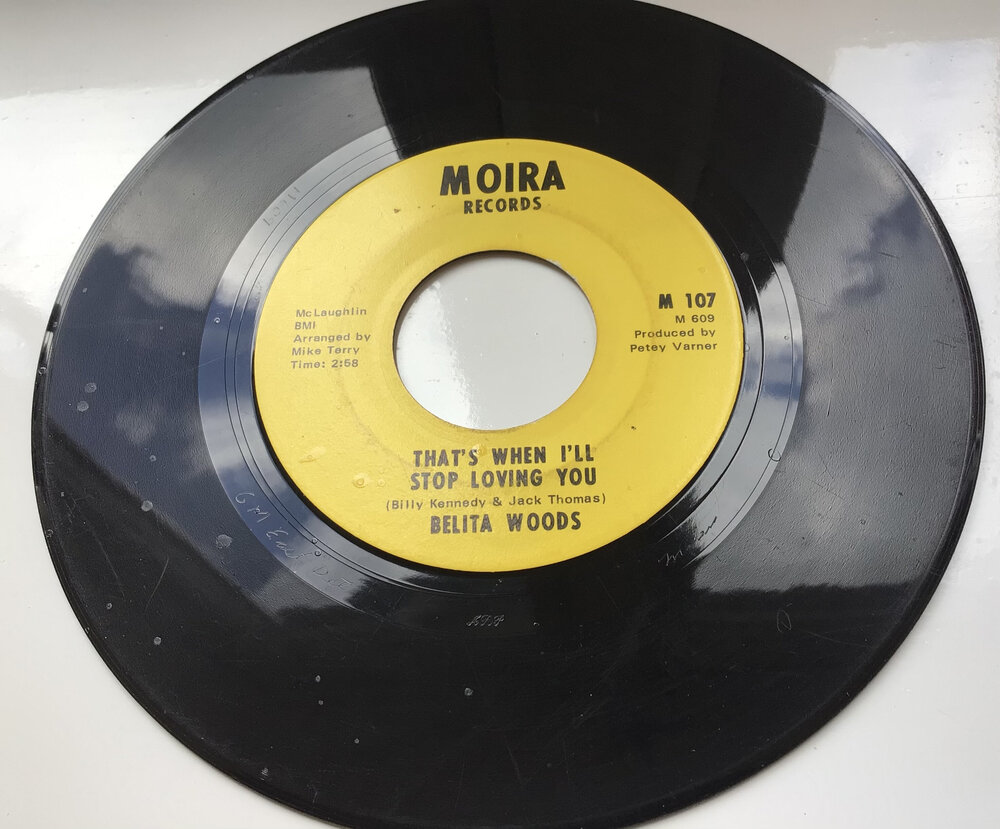 MOIRA
RECORDS
McLaughlin
BMI
Arranged by
Mike Terry
Time: 2:58
M 107
M 609
Produced by
Petey Varner
THAT'S WHEN I'LL
STOP LOVING YOU
(Billy Kennedy & Jack Thomas)
BELITA WOODS